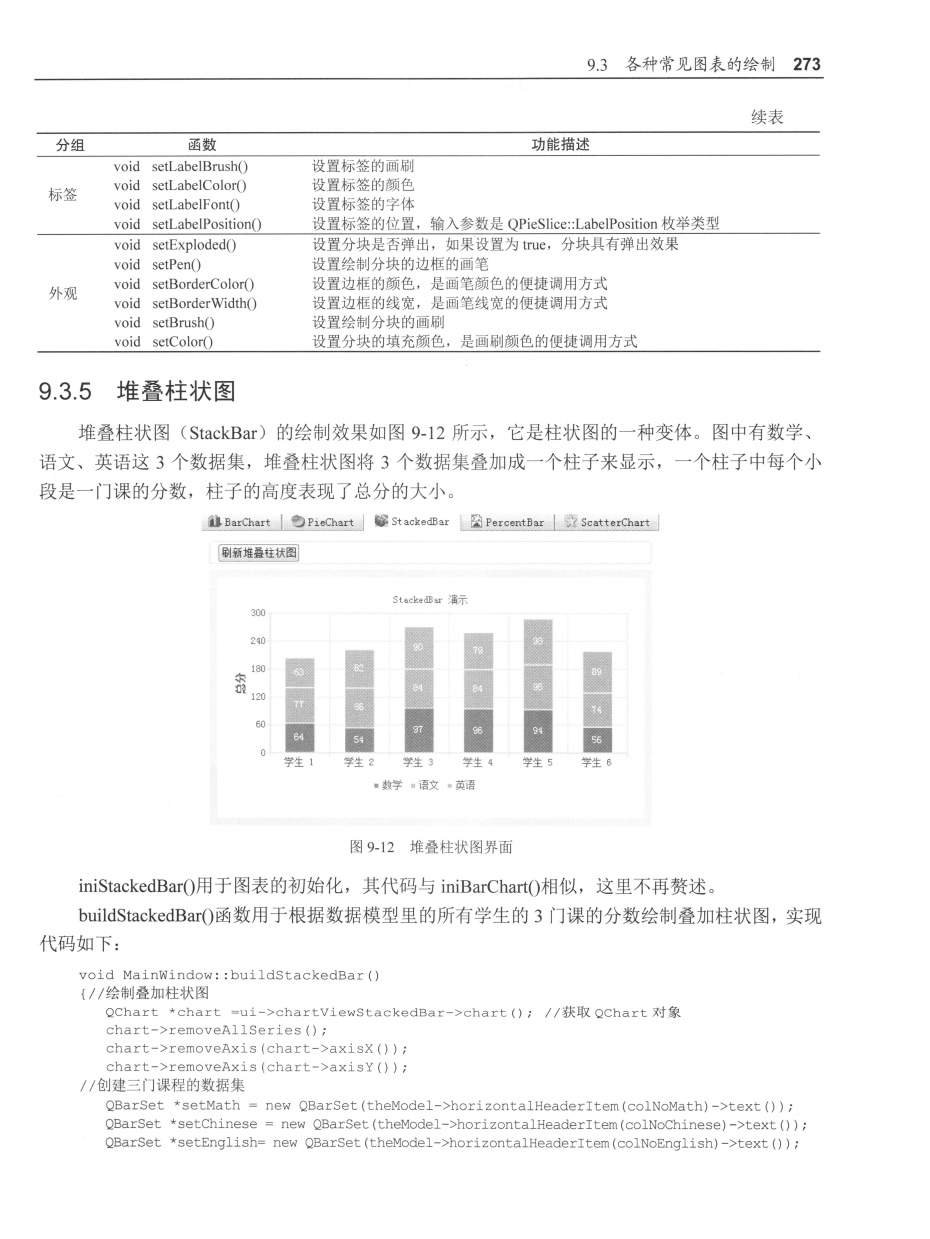 9.3 各种常见图表的绘制 273
续表
分组 函数 功能描述
标签
void setLabelBrush() 设置标签的画刷
void setLabelColor() 设置标签的颜色
void setLabelFont() 设置标签的字体
void setLabelPosition() 设置标签的位置，输入参数是 QPieSlice::LabelPosition 枚举类型
外观
void setExploded() 设置分块是否弹出，如果设置为 true，分块具有弹出效果
void setPen() 设置绘制分块的边框的画笔
void setBorderColor() 设置边框的颜色，是画笔颜色的便捷调用方式
void setBorderWidth() 设置边框的线宽，是画笔线宽的便捷调用方式
void setBrush() 设置绘制分块的画刷
void setColor() 设置分块的填充颜色，是画刷颜色的便捷调用方式
9.3.5 堆叠柱状图
堆叠柱状图（StackBar）的绘制效果如图 9-12 所示，它是柱状图的一种变体。图中有数学、
语文、英语这 3 个数据集，堆叠柱状图将 3 个数据集叠加成一个柱子来显示，一个柱子中每个小
段是一门课的分数，柱子的高度表现了总分的大小。
BarChart PieChart StackedBar PercentBar ScatterChart
刷新堆叠柱状图
StackedBar 演示
300
240
180
120
60
0
总分
63 82 90 79 93 89
77 86 84 84 96 74
64 54 97 96 94 56
学生 1 学生 2 学生 3 学生 4 学生 5 学生 6
数学 语文 英语
图 9-12 堆叠柱状图界面
iniStackedBar()用于图表的初始化，其代码与 iniBarChart()相似，这里不再赘述。
buildStackedBar()函数用于根据数据模型里的所有学生的 3 门课的分数绘制叠加柱状图，实现
代码如下：
void MainWindow::buildStackedBar()
{//绘制叠加柱状图
QChart *chart =ui->chartViewStackedBar->chart(); //获取 QChart 对象
chart->removeAllSeries();
chart->removeAxis(chart->axisX());
chart->removeAxis(chart->axisY());
//创建三门课程的数据集
QBarSet *setMath = new QBarSet(theModel->horizontalHeaderItem(colNoMath)->text());
QBarSet *setChinese = new QBarSet(theModel->horizontalHeaderItem(colNoChinese)->text());
QBarSet *setEnglish= new QBarSet(theModel->horizontalHeaderItem(colNoEnglish)->text());